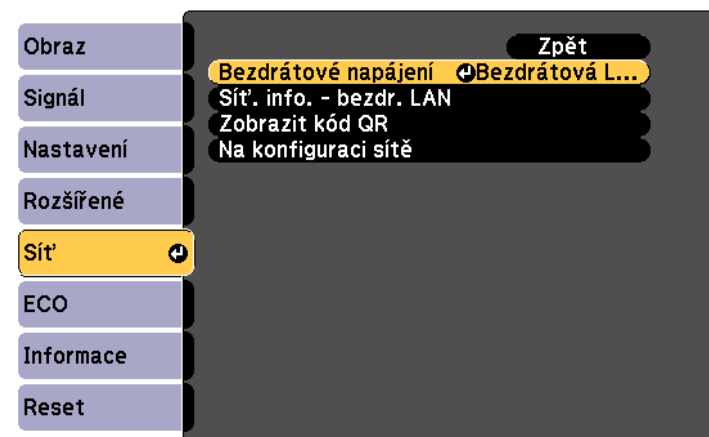 Obraz
Signál
Nastavení
Rozšířené
Síť
ECO
Informace
Reset
Zpět
Bezdrátové napájení Bezdrátová L...
Síť. info. - bezdr. LAN
Zobrazit kód QR
Na konfiguraci sítě